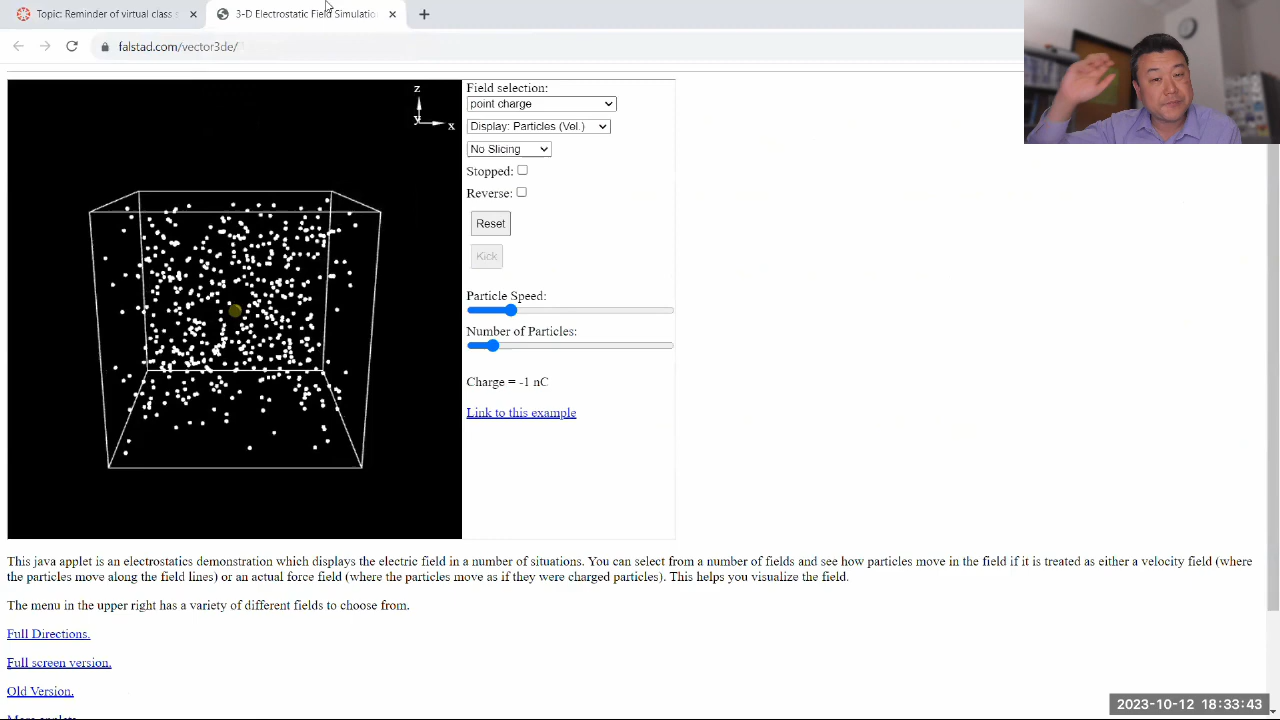 Topic: Reminder of virtual class
3-D Electrostatic Field Simulatio
falstad.com/vector3de/
z
y
x
Field selection:
point charge
Display: Particles (Vel.)
No Slicing
Stopped:
Reverse:
Reset
Kick
Particle Speed:
Number of Particles:
Charge = -1 nC
Link to this example
This java applet is an electrostatics demonstration which displays the electric field in a number of situations. You can select from a number of fields and see how particles move in the field if it is treated as either a velocity field (where
the particles move along the field lines) or an actual force field (where the particles move as if they were charged particles). This helps you visualize the field.
The menu in the upper right has a variety of different fields to choose from.
Full Directions.
Full screen version.
Old Version.
2023-10-12 18:33:43